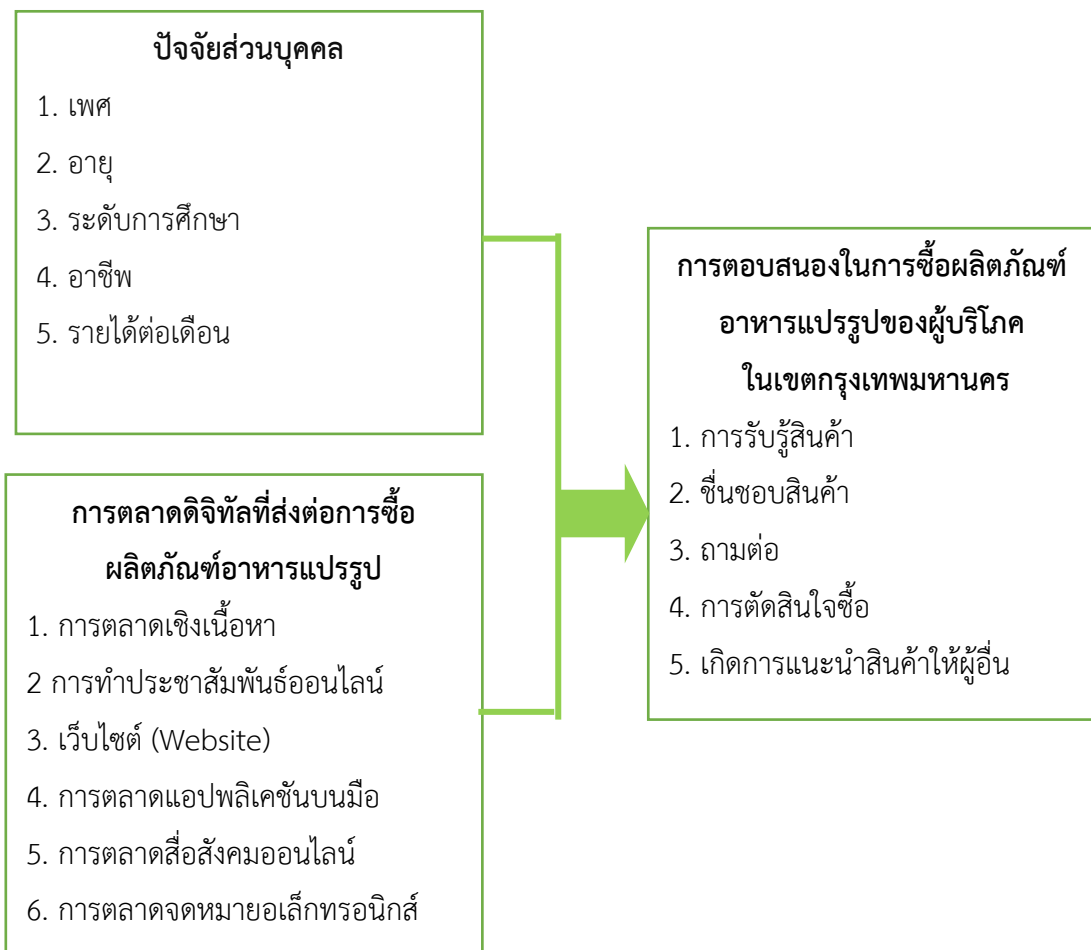 ปัจจัยส่วนบุคคล
1. เพศ
2. อายุ
3. ระดับการศึกษา
4. อาชีพ
5. รายได้ต่อเดือน
การตลาดดิจิทัลที่ส่งต่อการซื้อ
ผลิตภัณฑ์อาหารแปรรูป
1. การตลาดเชิงเนื้อหา
2 การทำประชาสัมพันธ์ออนไลน์
3. เว็บไซต์ (Website)
4. การตลาดแอปพลิเคชันบนมือ
5. การตลาดสื่อสังคมออนไลน์
6. การตลาดจดหมายอเล็กทรอนิกส์
การตอบสนองในการซื้อผลิตภัณฑ์
อาหารแปรรูปของผู้บริโภค
ในเขตกรุงเทพมหานคร
1. การรับรู้สินค้า
2. ชื่นชอบสินค้า
3. ถามต่อ
4. การตัดสินใจซื้อ
5. เกิดการแนะนำสินค้าให้ผู้อื่น